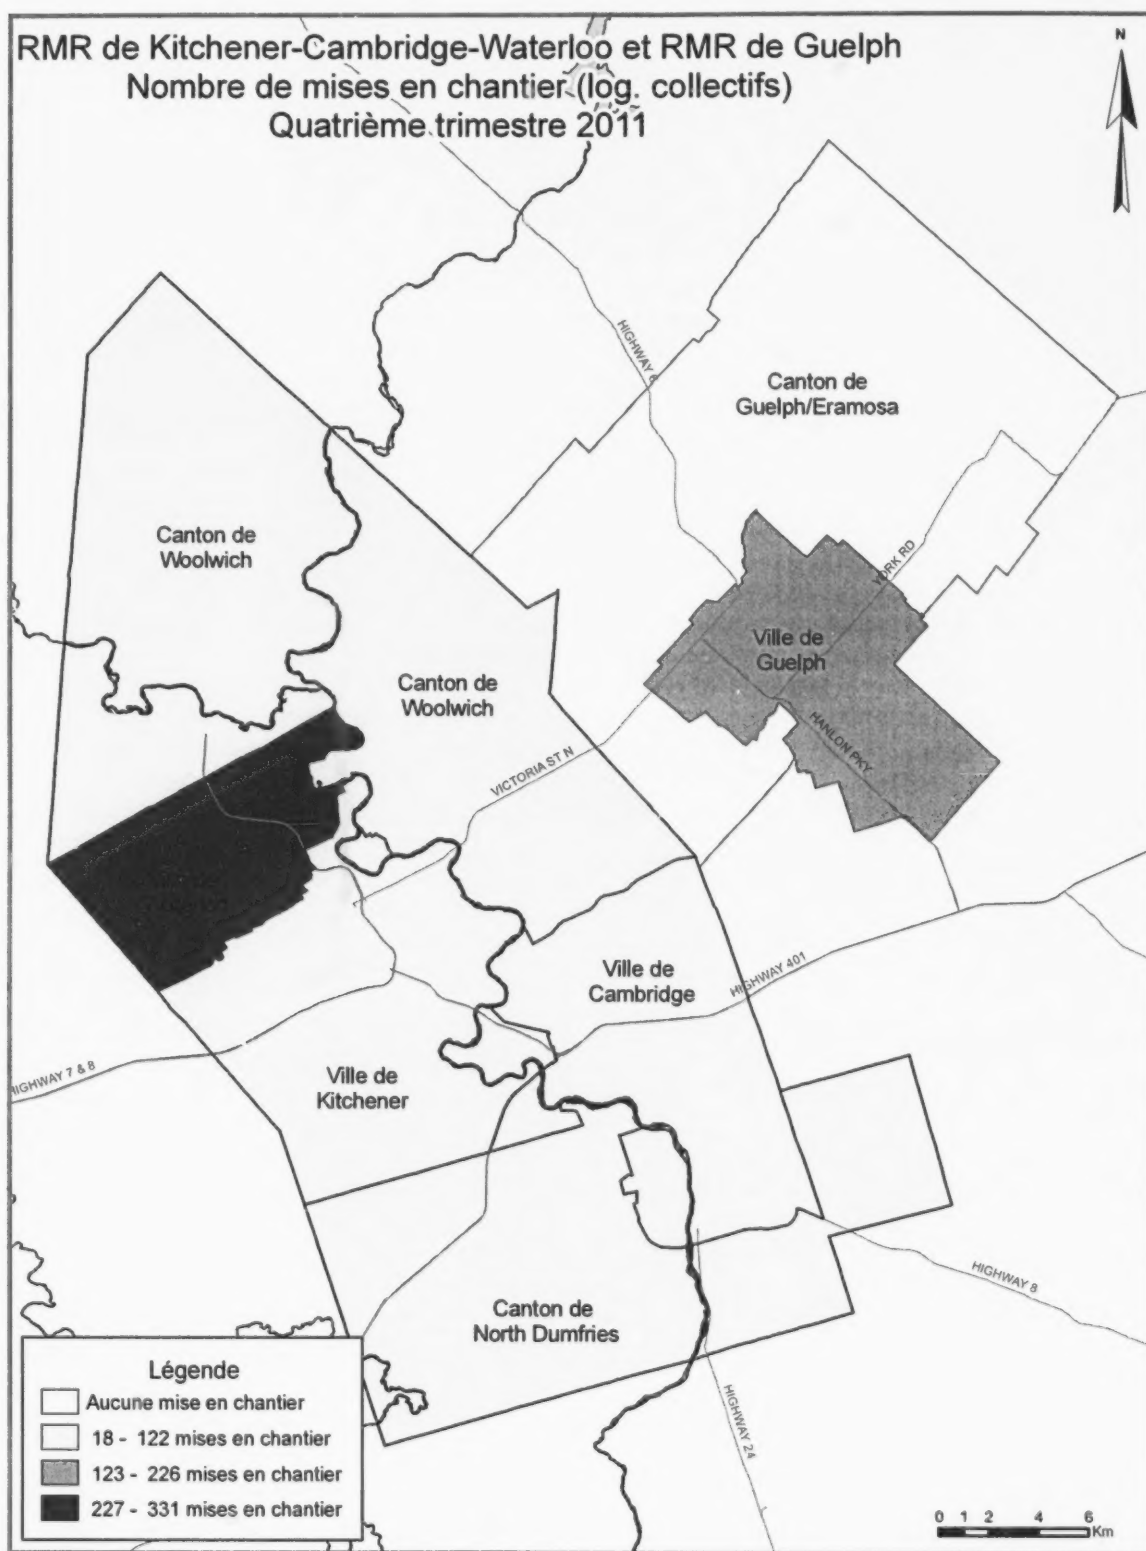 RMR de Kitchener-Cambridge-Waterloo et RMR de Guelph
Nombre de mises en chantier (log. collectifs)
Quatrième trimestre 2011
N
HIGHWAY 6
Canton de
Guelph/Eramosa
Canton de
Woolwich
YORK RD
Ville de
Guelph
Canton de
Woolwich
HANLON PKY
VICTORIA ST N
Ville de
Ville de
Cambridge
HIGHWAY 401
HIGHWAY 7 & 8
Ville de
Kitchener
HIGHWAY 8
Canton de
North Dumfries
HIGHWAY 24
Légende
Aucune mise en chantier
18 - 122 mises en chantier
123 - 226 mises en chantier
227 - 331 mises en chantier
0 1 2 4 6
Km